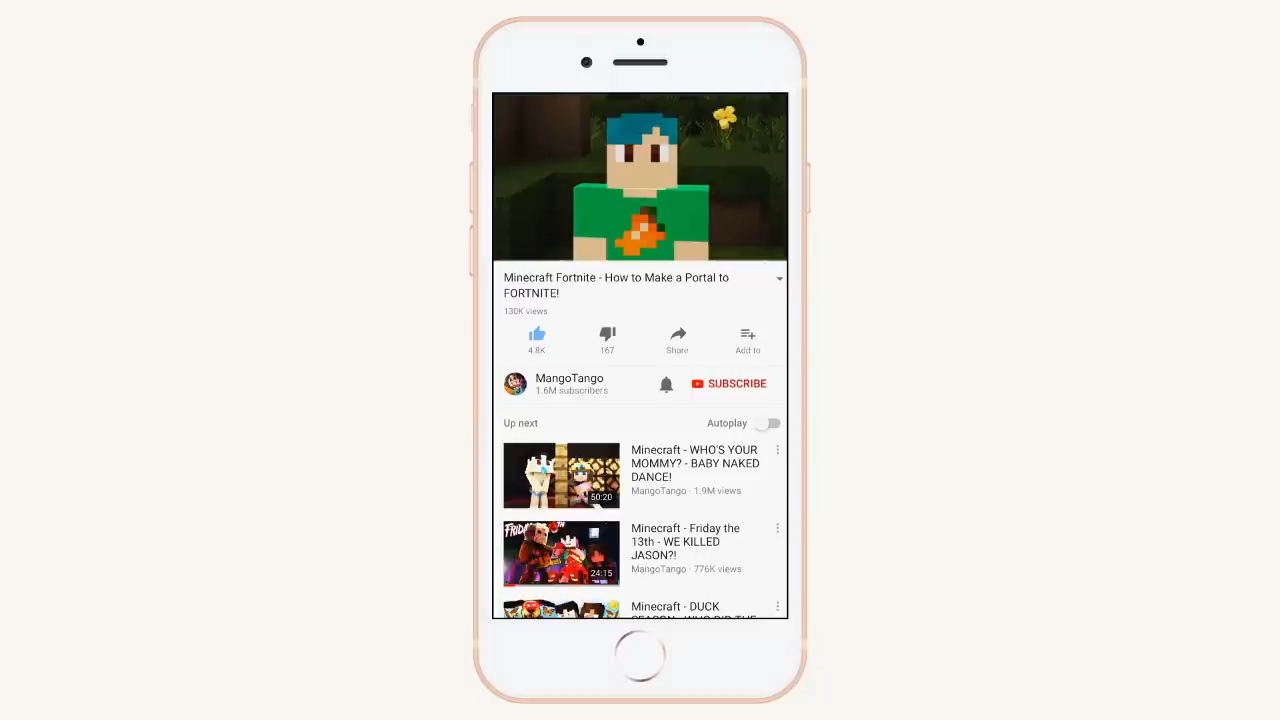 Minecraft Fortnite - How to Make a Portal to
FORTNITE!
130K views
4.8K
167
Share
Add to
MangoTango
1.6M subscribers
SUBSCRIBE
Up next
Autoplay
Minecraft - WHO'S YOUR
MOMMY? - BABY NAKED
DANCE!
MangoTango · 1.9M views
50:20
Minecraft - Friday the
13th - WE KILLED
JASON?!
MangoTango · 776K views
24:15
Minecraft - DUCK